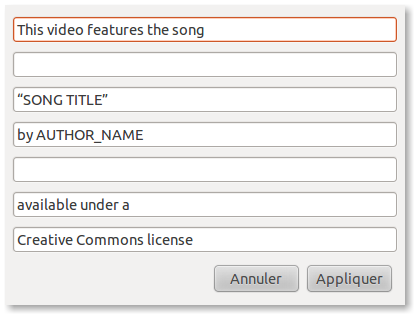 This video features the song
“SONG TITLE”
by AUTHOR_NAME
available under a
Creative Commons license
Annuler Appliquer